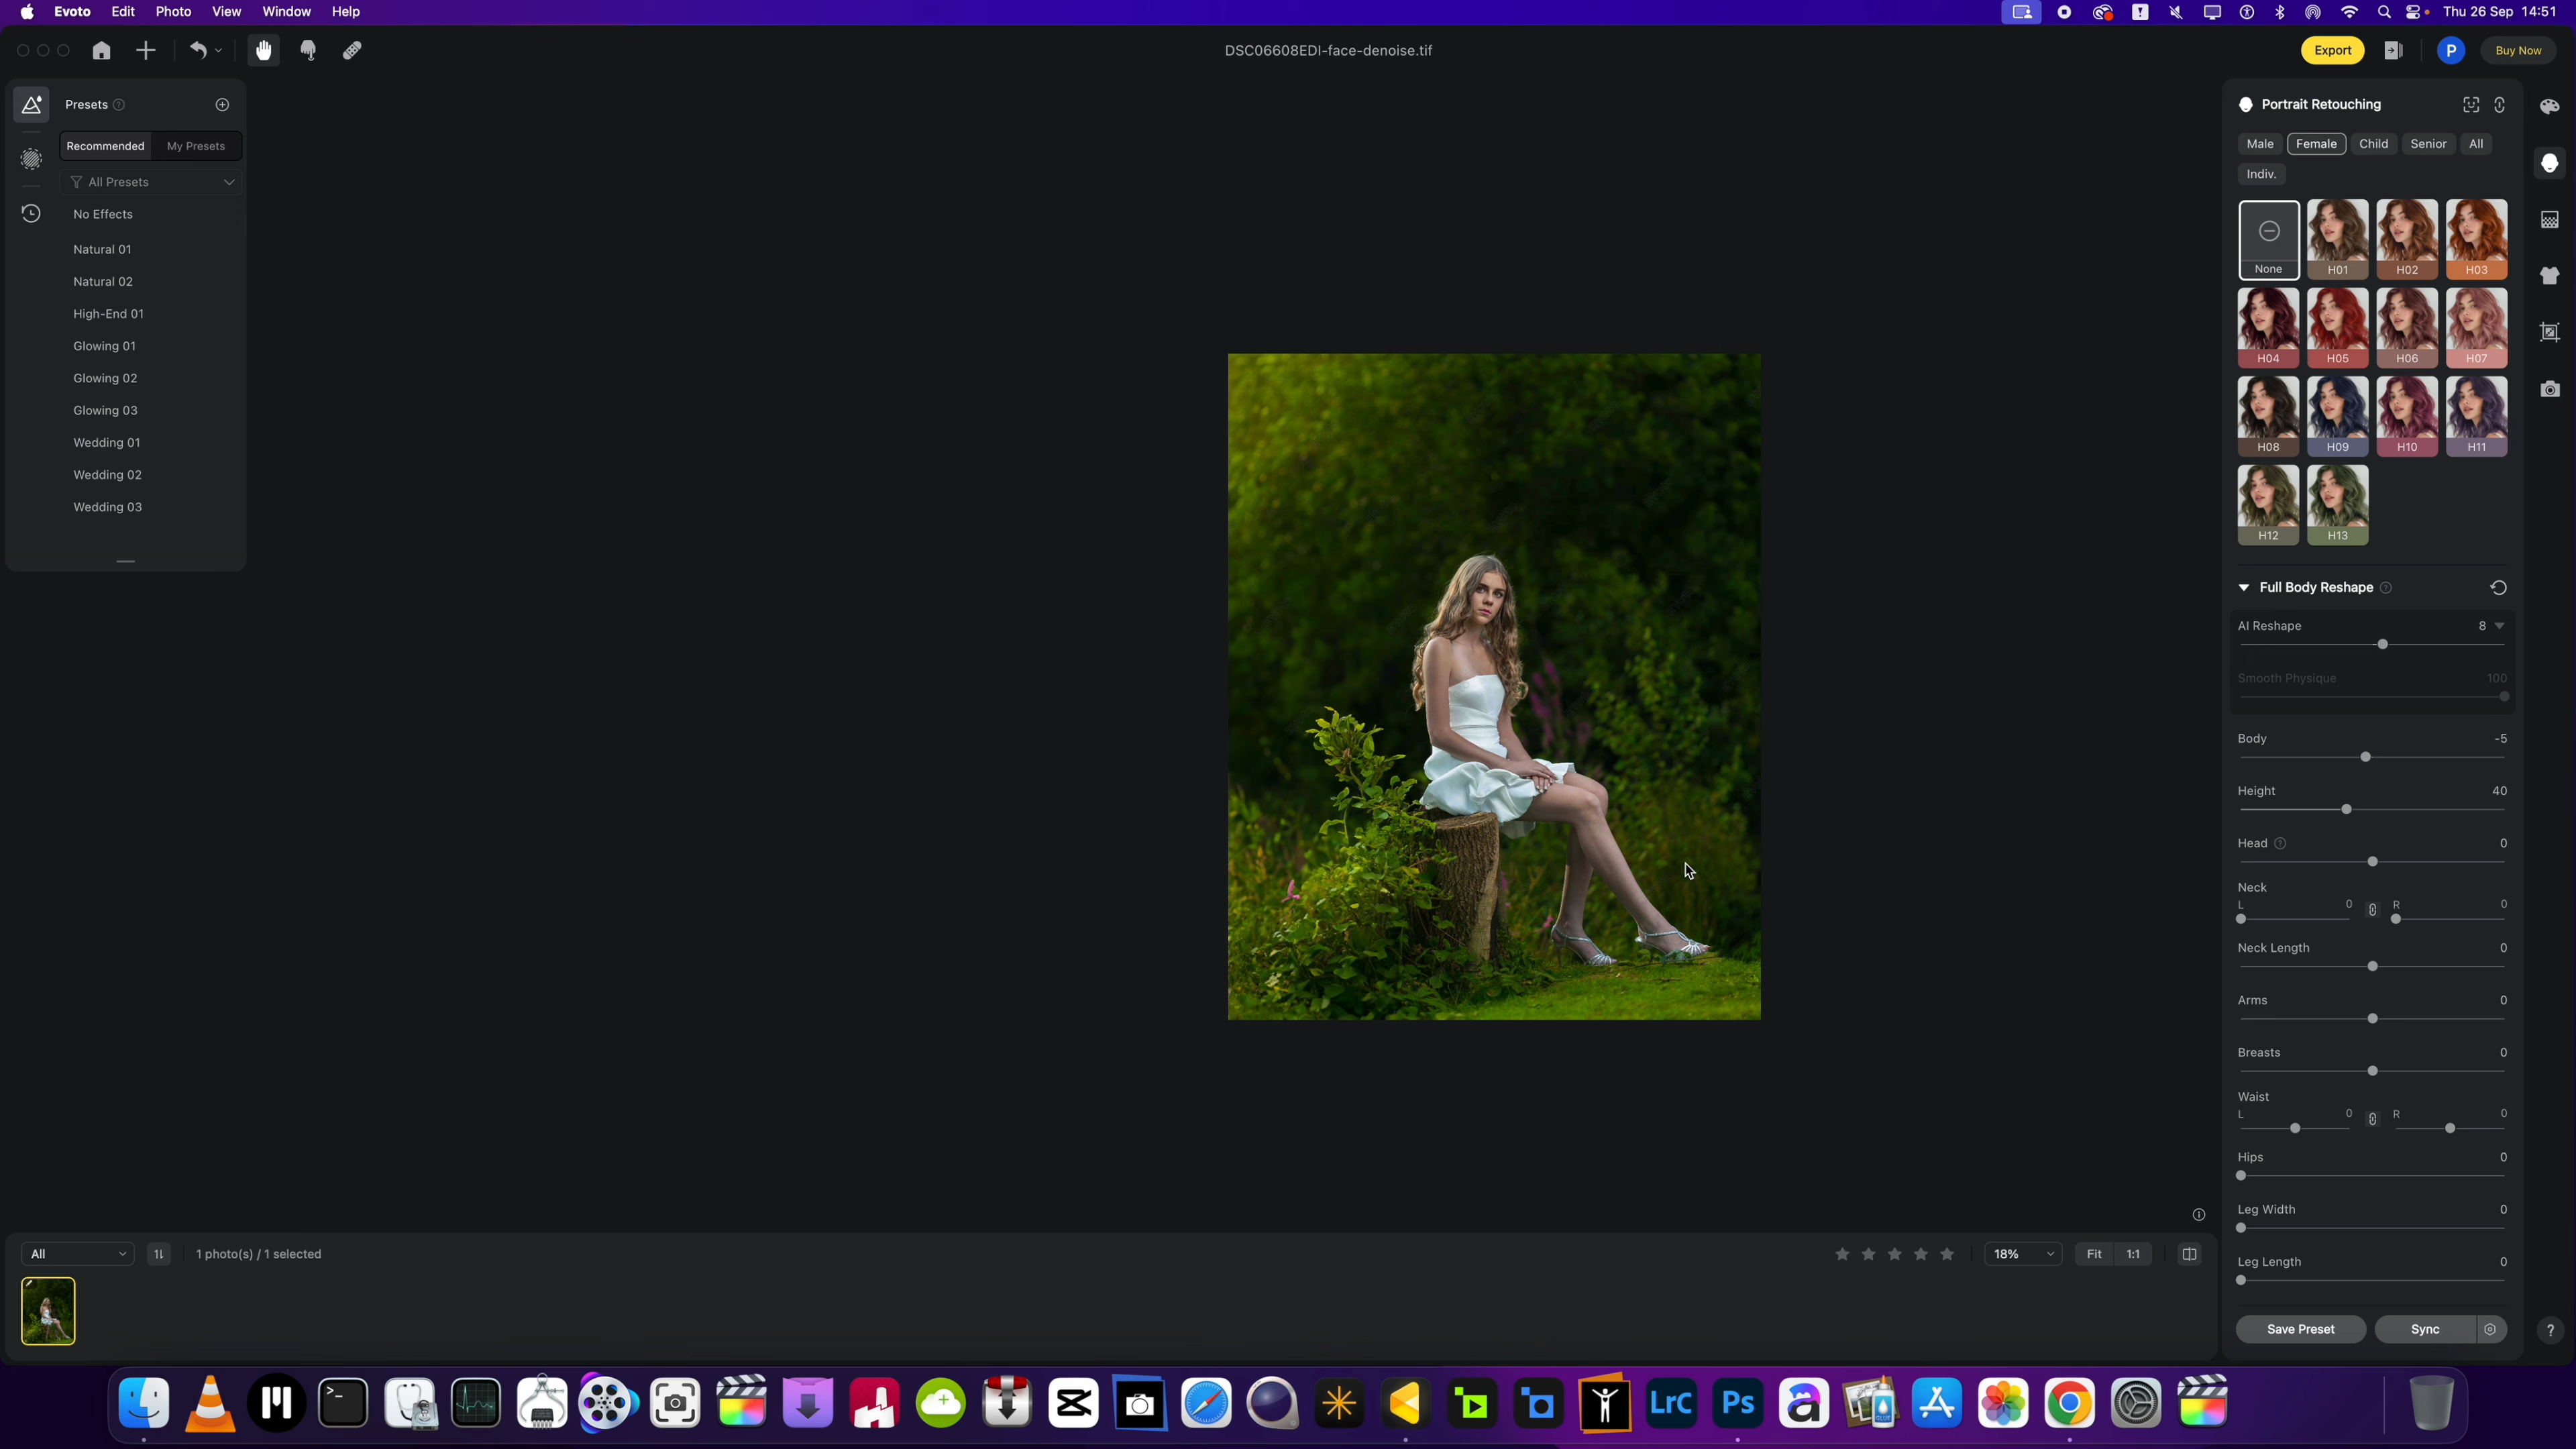 Evoto Edit Photo View Window Help
Thu 26 Sep 14:51
DSC06608EDI-face-denoise.tif
Export
P
Buy Now
Presets
Recommended
My Presets
All Presets
No Effects
Natural 01
Natural 02
High-End 01
Glowing 01
Glowing 02
Glowing 03
Wedding 01
Wedding 02
Wedding 03
Portrait Retouching
Male Female Child Senior All
Indiv.
None H01 H02 H03
H04 H05 H06 H07
H08 H09 H10 H11
H12 H13
Full Body Reshape
AI Reshape 8
Smooth Physique 100
Body -5
Height 40
Head 0
Neck
L 0 R 0
Neck Length 0
Arms 0
Breasts 0
Waist
L 0 R 0
Hips 0
Leg Width 0
Leg Length 0
Save Preset Sync
All
1 photo(s) / 1 selected
18%
Fit 1:1
LrC
Ps